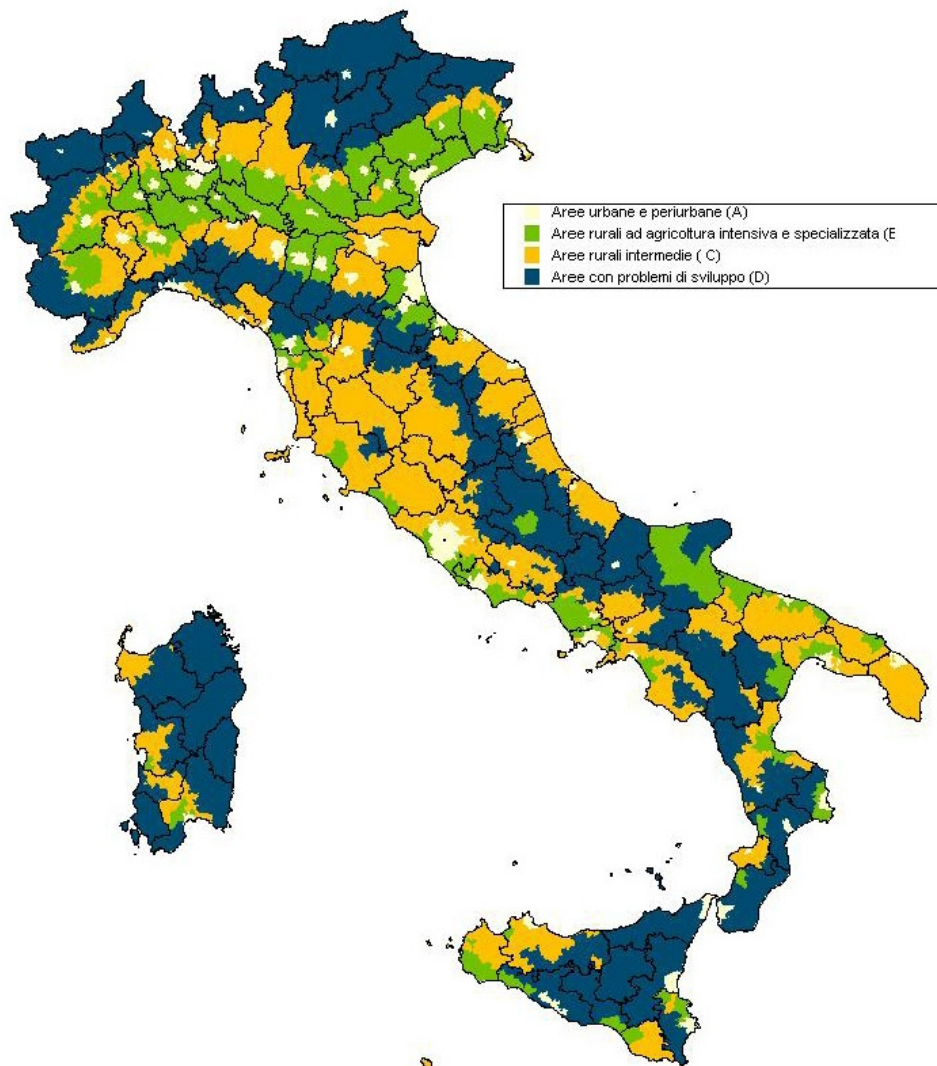 Aree urbane e periurbane (A)
Aree rurali ad agricoltura intensiva e specializzata (E
Aree rurali intermedie ( C)
Aree con problemi di sviluppo (D)